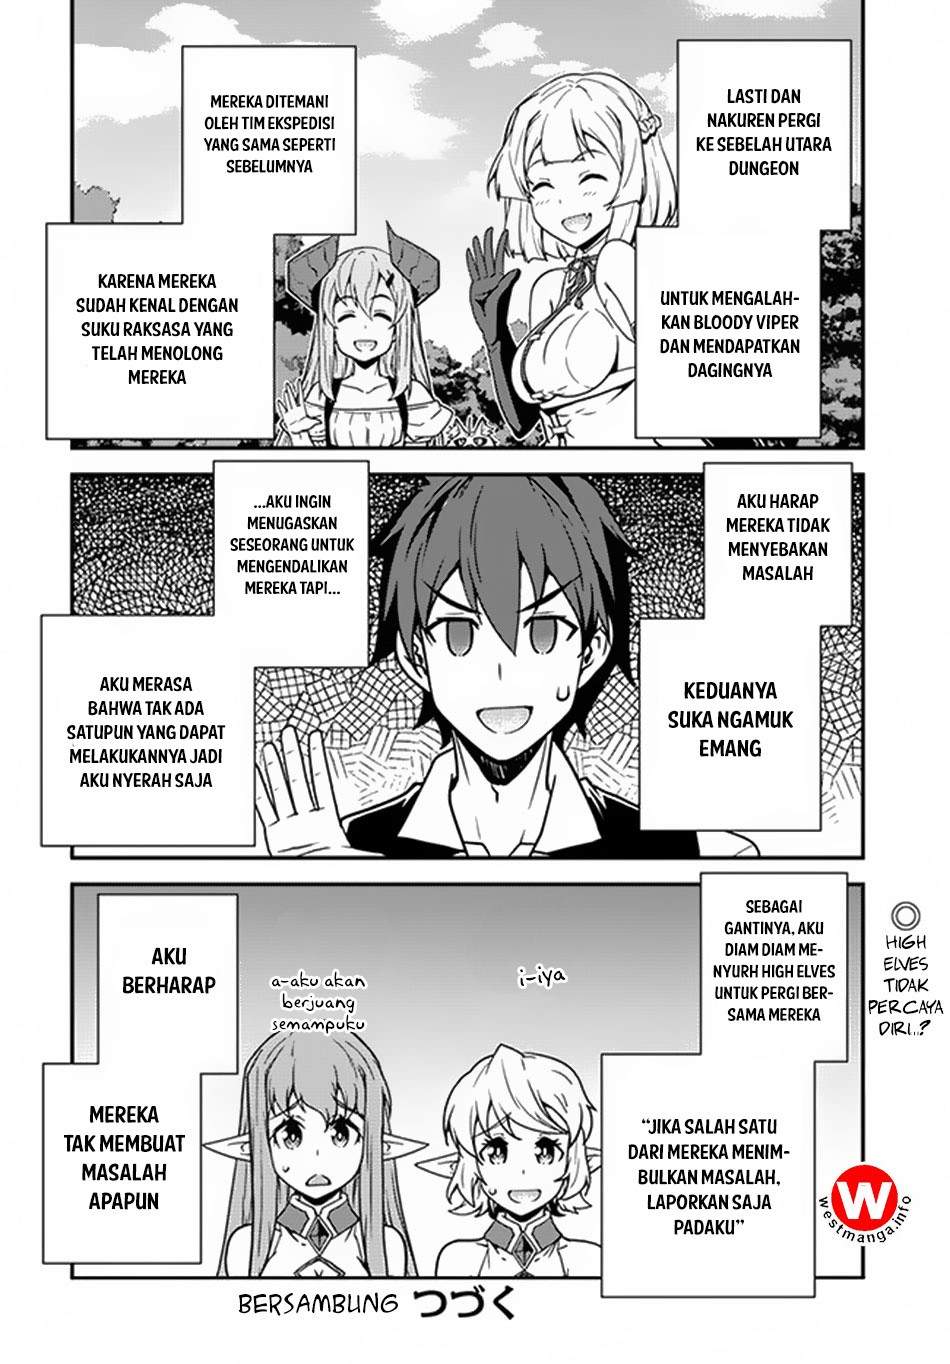 LASTI DAN
NAKUREN PERGI
KE SEBELAH UTARA
DUNGEON
UNTUK MENGALAH-
KAN BLOODY VIPER
DAN MENDAPATKAN
DAGINGNYA
MEREKA DITEMANI
OLEH TIM EKSPEDISI
YANG SAMA SEPERTI
SEBELUMNYA
KARENA MEREKA
SUDAH KENAL DENGAN
SUKU RAKSASA YANG
TELAH MENOLONG
MEREKA
AKU HARAP
MEREKA TIDAK
MENYEBAKAN
MASALAH
KEDUANYA
SUKA NGAMUK
EMANG
...AKU INGIN
MENUGASKAN
SESEORANG UNTUK
MENGENDALIKAN
MEREKA TAPI...
AKU MERASA
BAHWA TAK ADA
SATUPUN YANG DAPAT
MELAKUKANNYA JADI
AKU NYERAH SAJA
SEBAGAI
GANTINYA, AKU
DIAM DIAM ME-
NYURH HIGH ELVES
UNTUK PERGI BER-
SAMA MEREKA
"JIKA SALAH SATU
DARI MEREKA MENIM-
BULKAN MASALAH,
LAPORKAN SAJA
PADAKU"
i-iya
a-aku akan
berjuang
semampuku
AKU
BERHARAP
MEREKA
TAK MEMBUAT
MASALAH
APAPUN
◎
HIGH
ELVES
TIDAK
PERCAYA
DIRI..?
W
westmanga.info
BERSAMBUNG つづく